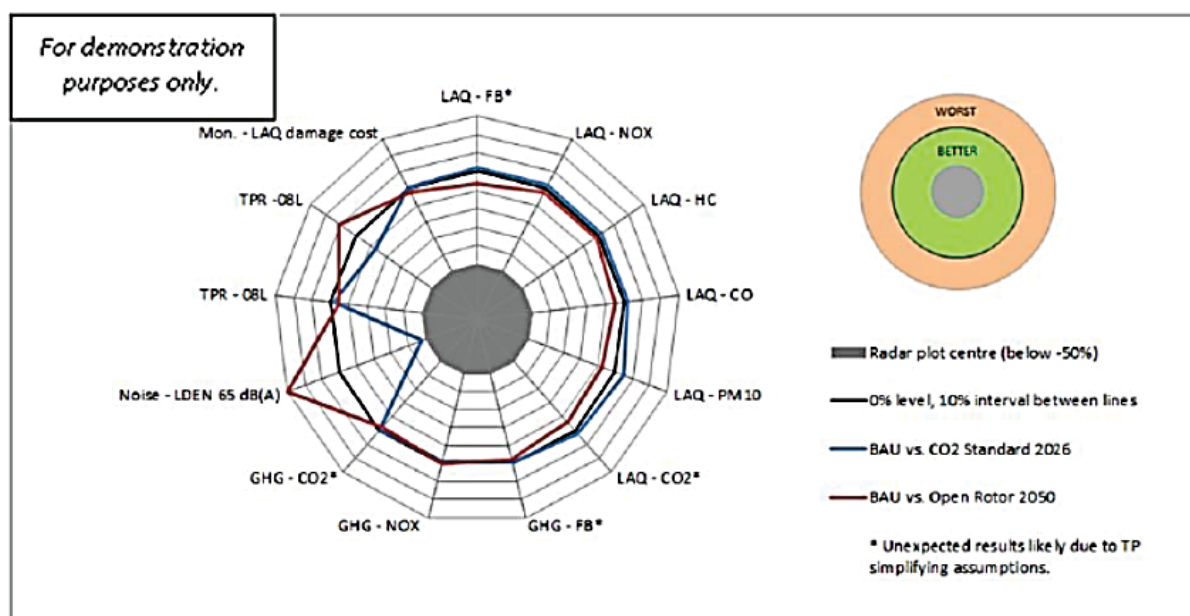 For demonstration
purposes only.
LAQ - FB*
Mon. - LAQ damage cost
LAQ - NOX
TPR -08L
LAQ - HC
TPR - 08L
LAQ - CO
Noise - LDEN 65 dB(A)
LAQ - PM10
GHG - CO2*
LAQ - CO2*
GHG - NOX
GHG - FB*
WORST
BETTER
Radar plot centre (below -50%)
0% level, 10% interval between lines
BAU vs. CO2 Standard 2026
BAU vs. Open Rotor 2050
* Unexpected results likely due to TP
simplifying assumptions.